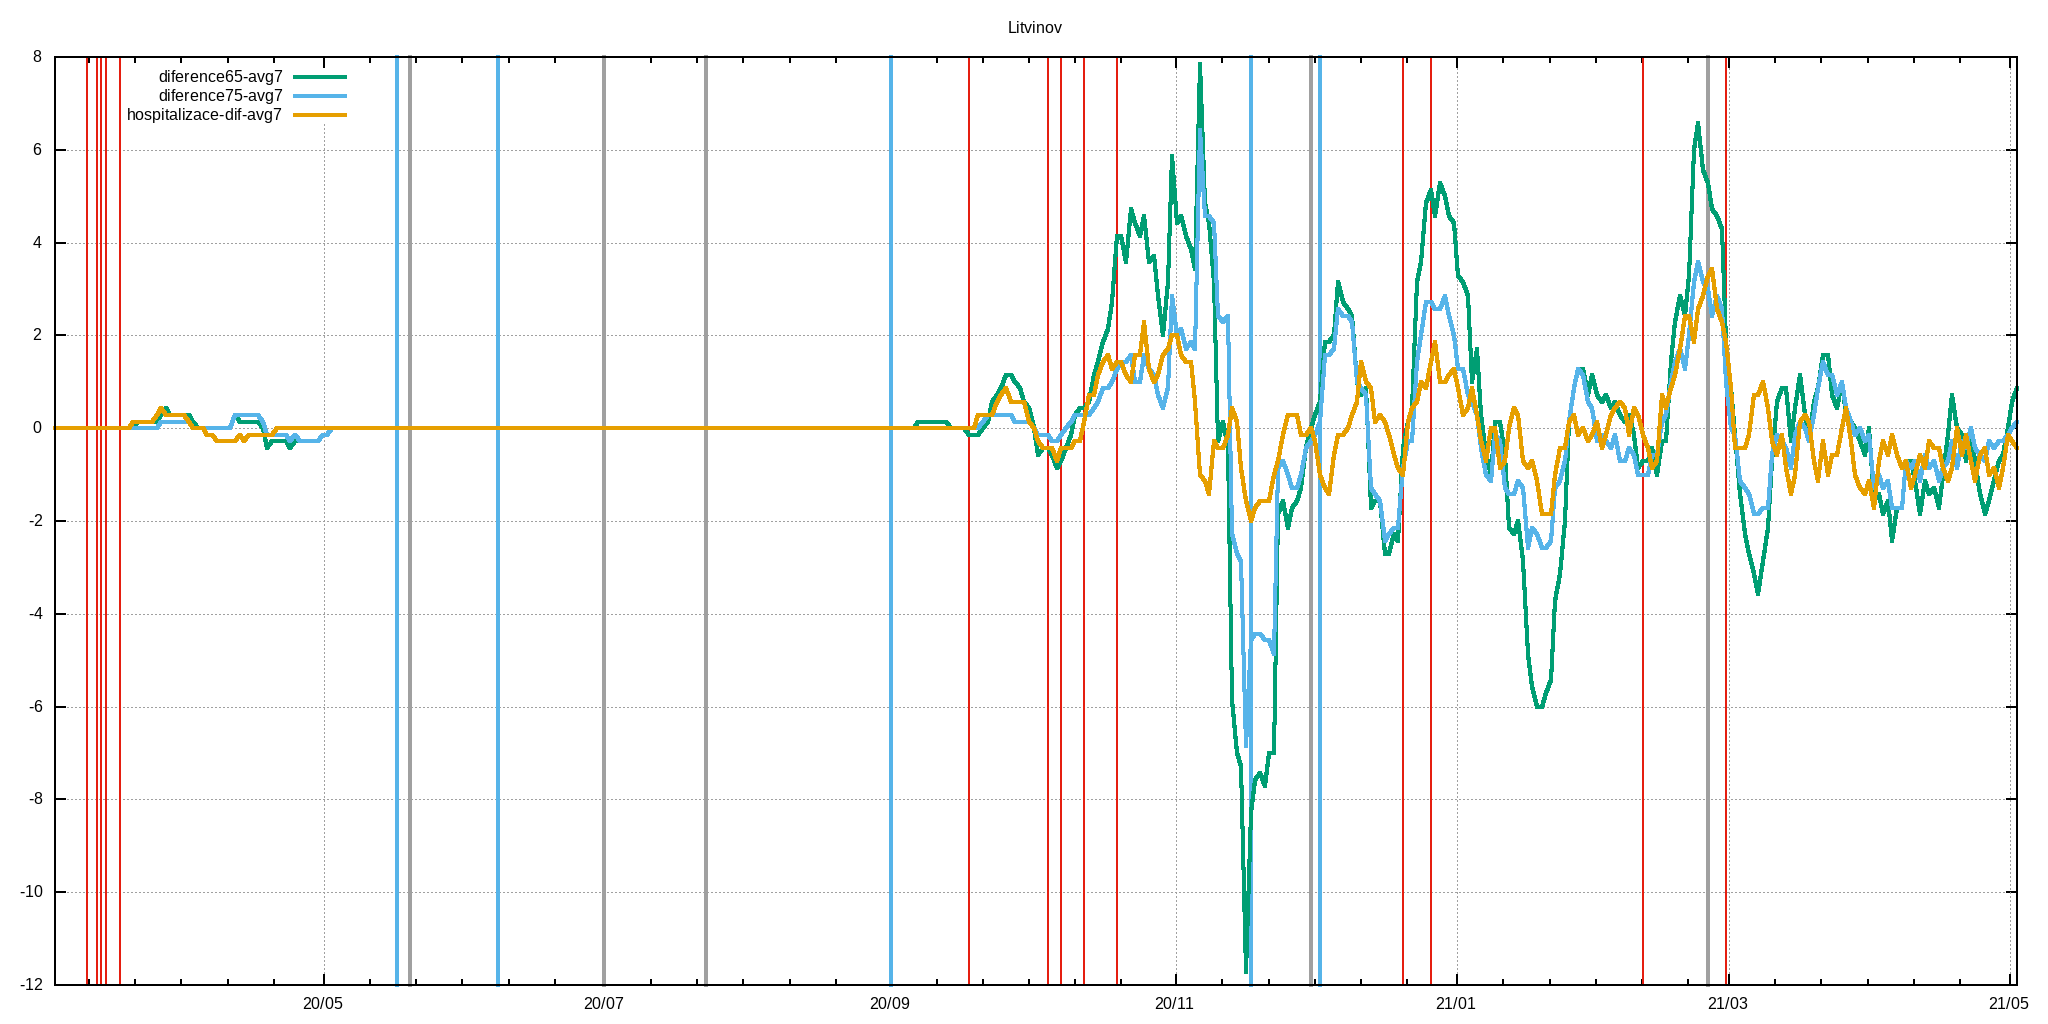 Litvinov
diference65-avg7
diference75-avg7
hospitalizace-dif-avg7
8
6
4
2
0
-2
-4
-6
-8
-10
-12
20/05 20/07 20/09 20/11 21/01 21/03 21/05